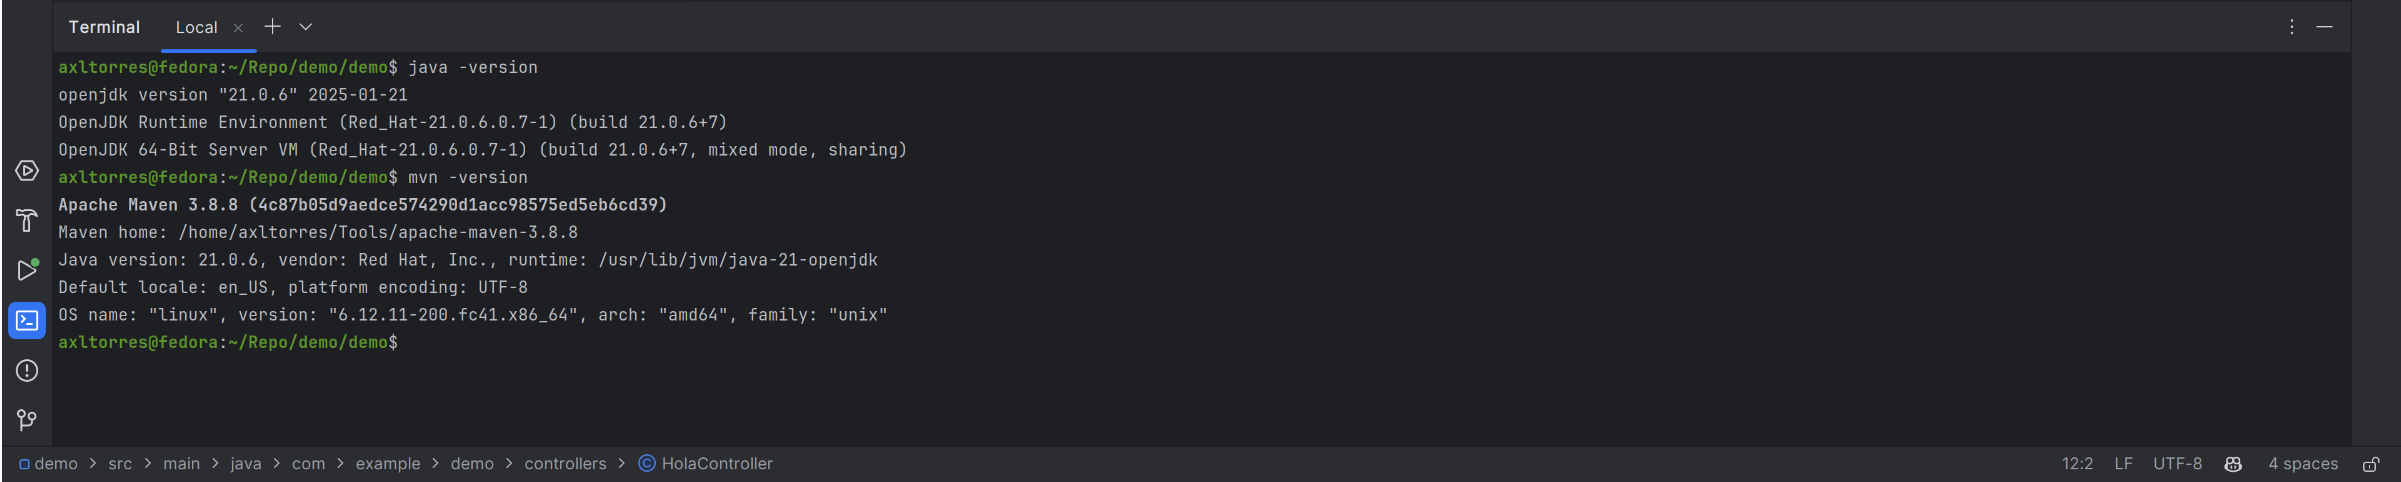 Terminal Local
axltorres@fedora:~/Repo/demo/demo$ java -version
openjdk version "21.0.6" 2025-01-21
OpenJDK Runtime Environment (Red_Hat-21.0.6.0.7-1) (build 21.0.6+7)
OpenJDK 64-Bit Server VM (Red_Hat-21.0.6.0.7-1) (build 21.0.6+7, mixed mode, sharing)
axltorres@fedora:~/Repo/demo/demo$ mvn -version
Apache Maven 3.8.8 (4c87b05d9aedce574290d1acc98575ed5eb6cd39)
Maven home: /home/axltorres/Tools/apache-maven-3.8.8
Java version: 21.0.6, vendor: Red Hat, Inc., runtime: /usr/lib/jvm/java-21-openjdk
Default locale: en_US, platform encoding: UTF-8
OS name: "linux", version: "6.12.11-200.fc41.x86_64", arch: "amd64", family: "unix"
axltorres@fedora:~/Repo/demo/demo$
demo > src > main > java > com > example > demo > controllers > HolaController 12:2 LF UTF-8 4 spaces